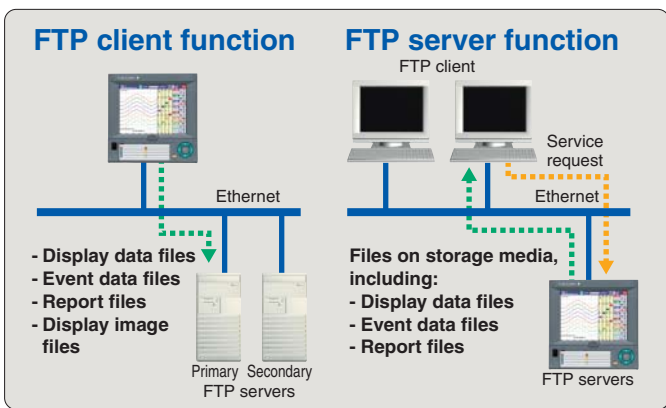 FTP client function
Ethernet
- Display data files
- Event data files
- Report files
- Display image
files
Primary Secondary
FTP servers
FTP server function
FTP client
Service
request
Ethernet
Files on storage media,
including:
- Display data files
- Event data files
- Report files
FTP servers